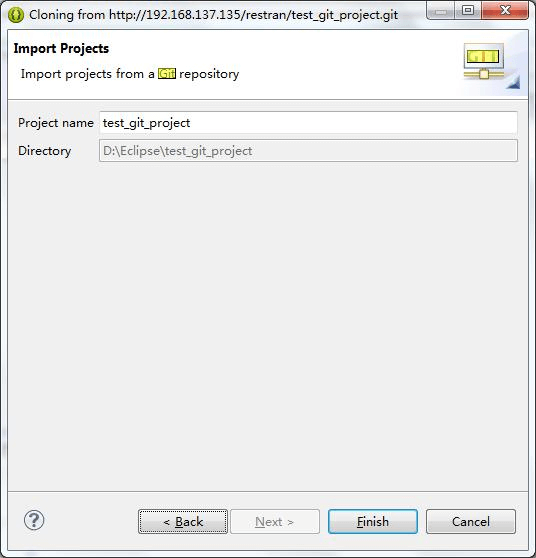 Cloning from http://192.168.137.135/restran/test_git_project.git
Import Projects
Import projects from a Git repository
GIT
Project name test_git_project
Directory D:\Eclipse\test_git_project
?
< Back Next > Finish Cancel